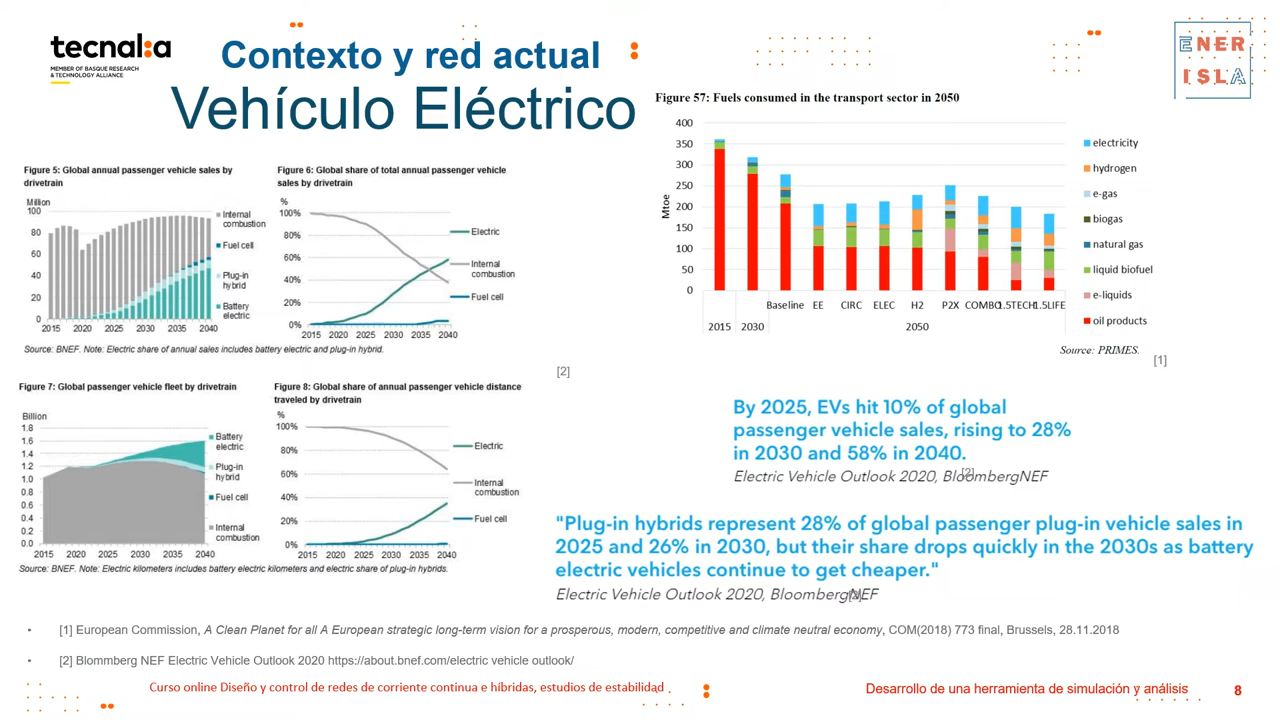 tecnalia
MEMBER OF BASQUE RESEARCH
& TECHNOLOGY ALLIANCE
Contexto y red actual
Vehículo Eléctrico
ENER
ISLA
Figure 5: Global annual passenger vehicle sales by
drivetrain
Million
100
80
60
40
20
0
2015 2020 2025 2030 2035 2040
Internal
combustion
Fuel cell
Plug-in
hybrid
Battery
electric
Figure 6: Global share of total annual passenger vehicle
sales by drivetrain
%
100%
80%
60%
40%
20%
0%
2015 2020 2025 2030 2035 2040
Electric
Internal
combustion
Fuel cell
Source: BNEF. Note: Electric share of annual sales includes battery electric and plug-in hybrid.
[2]
Figure 7: Global passenger vehicle fleet by drivetrain
Billion
1.8
1.6
1.4
1.2
1.0
0.8
0.6
0.4
0.2
0.0
2015 2020 2025 2030 2035 2040
Battery
electric
Plug-in
hybrid
Fuel cell
Internal
combustion
Figure 8: Global share of annual passenger vehicle distance
traveled by drivetrain
%
100%
80%
60%
40%
20%
0%
2015 2020 2025 2030 2035 2040
Electric
Internal
combustion
Fuel cell
Source: BNEF. Note: Electric kilometers includes battery electric kilometers and electric share of plug-in hybrids.
Figure 57: Fuels consumed in the transport sector in 2050
Mtoe
400
350
300
250
200
150
100
50
0
Baseline EE CIRC ELEC H2 P2X COMBO 1.5TECH 1.5LIFE
2015 2030 2050
electricity
hydrogen
e-gas
biogas
natural gas
liquid biofuel
e-liquids
oil products
Source: PRIMES.
[1]
By 2025, EVs hit 10% of global
passenger vehicle sales, rising to 28%
in 2030 and 58% in 2040.
Electric Vehicle Outlook 2020, BloombergNEF
[2]
"Plug-in hybrids represent 28% of global passenger plug-in vehicle sales in
2025 and 26% in 2030, but their share drops quickly in the 2030s as battery
electric vehicles continue to get cheaper."
Electric Vehicle Outlook 2020, BloombergNEF
• [1] European Commission, A Clean Planet for all A European strategic long-term vision for a prosperous, modern, competitive and climate neutral economy, COM(2018) 773 final, Brussels, 28.11.2018
• [2] Blommberg NEF Electric Vehicle Outlook 2020 https://about.bnef.com/electric vehicle outlook/
Curso online Diseño y control de redes de corriente continua e híbridas, estudios de estabilidad .
Desarrollo de una herramienta de simulación y análisis
8